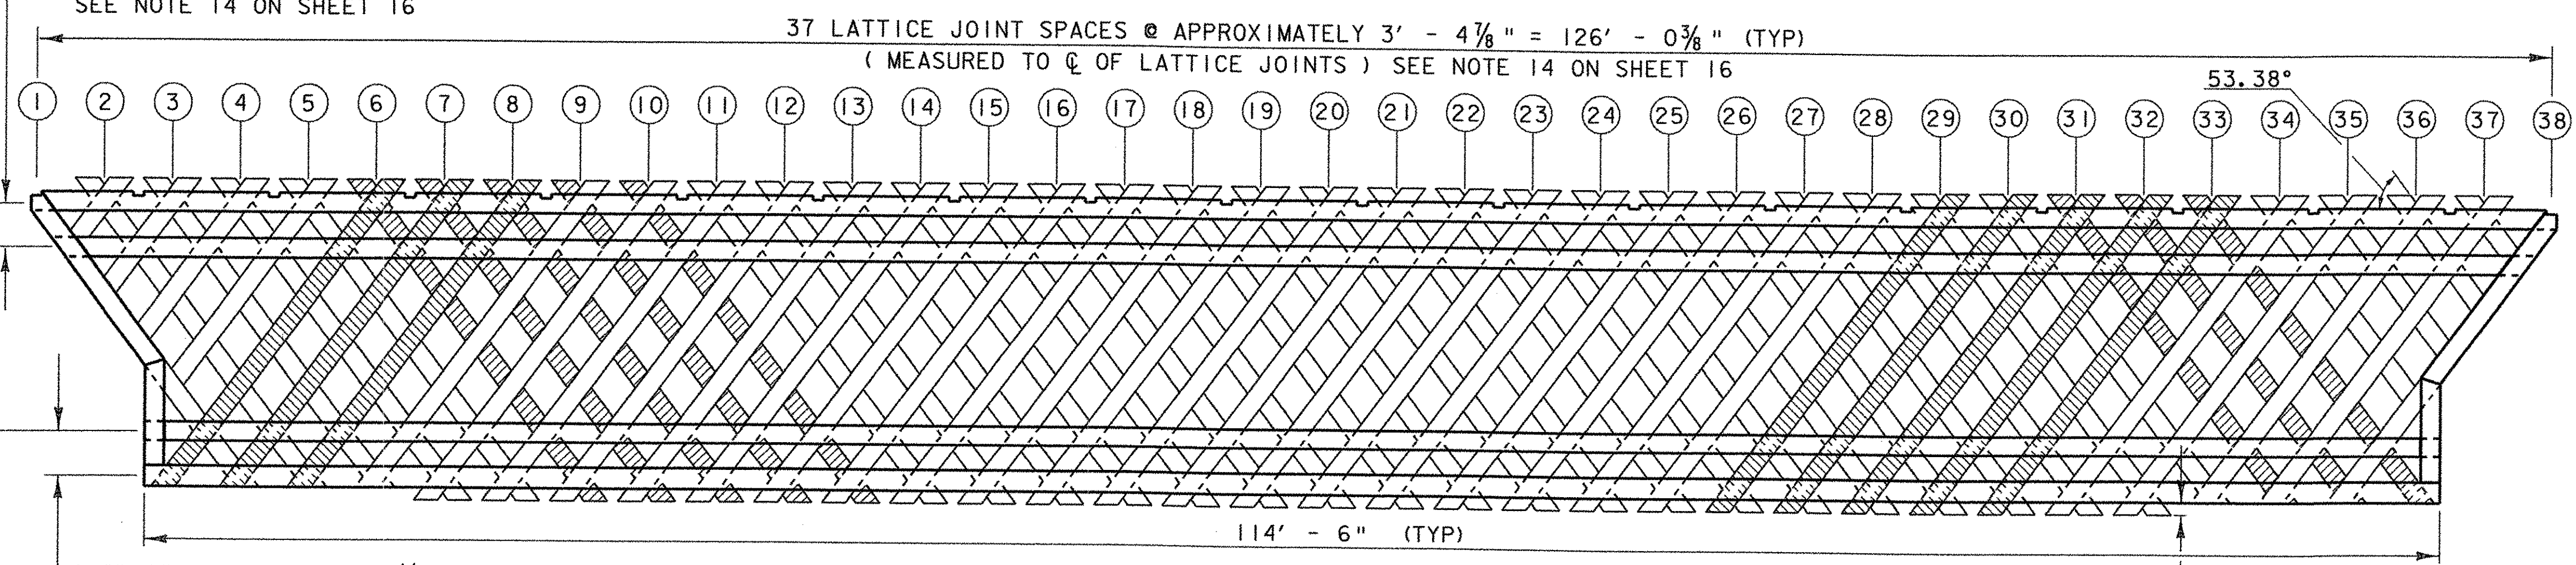 SEE NOTE 14 ON SHEET 16
37 LATTICE JOINT SPACES @ APPROXIMATELY 3' - 4⅞" = 126' - 0⅜" (TYP)
( MEASURED TO ℄ OF LATTICE JOINTS ) SEE NOTE 14 ON SHEET 16
53.38°
1 2 3 4 5 6 7 8 9 10 11 12 13 14 15 16 17 18 19 20 21 22 23 24 25 26 27 28 29 30 31 32 33 34 35 36 37 38
114' - 6" (TYP)